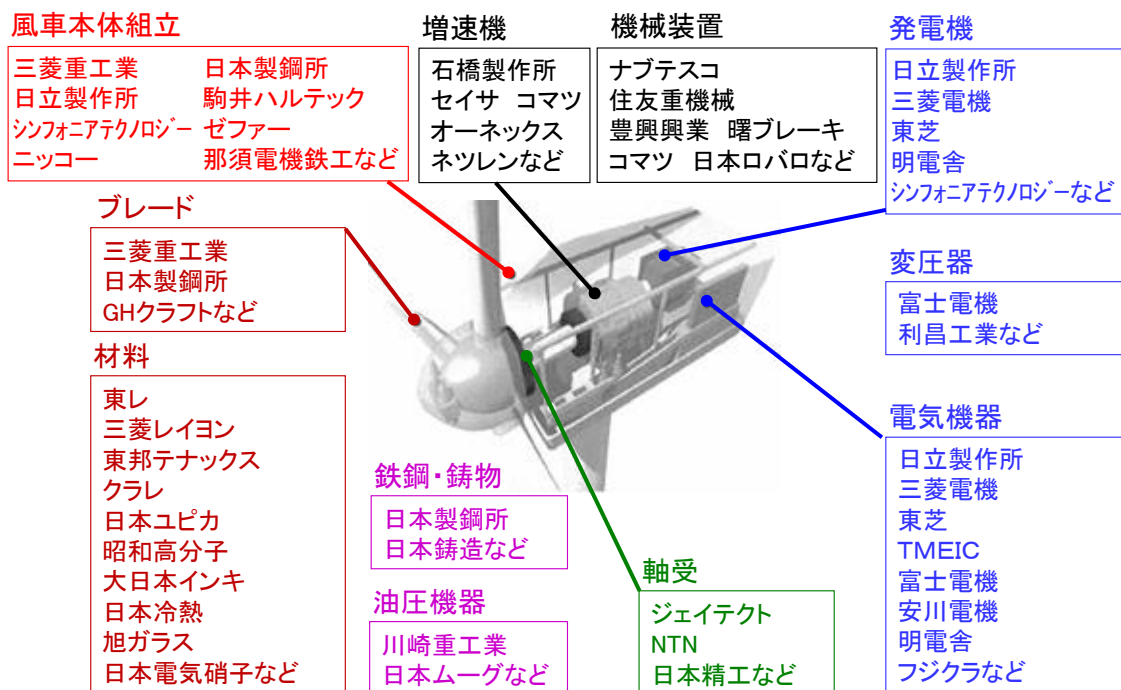 風車本体組立
三菱重工業 日本製鋼所
日立製作所 駒井ハルテック
シンフォニアテクノロジー ゼファー
ニッコー 那須電機鉄工など
増速機
石橋製作所
セイサ コマツ
オーネックス
ネツレンなど
機械装置
ナブテスコ
住友重機械
豊興興業 曙ブレーキ
コマツ 日本ロバロなど
発電機
日立製作所
三菱電機
東芝
明電舎
シンフォニアテクノロジーなど
ブレード
三菱重工業
日本製鋼所
GHクラフトなど
変圧器
富士電機
利昌工業など
材料
東レ
三菱レイヨン
東邦テナックス
クラレ
日本ユピカ
昭和高分子
大日本インキ
日本冷熱
旭ガラス
日本電気硝子など
鉄鋼・鋳物
日本製鋼所
日本鋳造など
油圧機器
川崎重工業
日本ムーグなど
軸受
ジェイテクト
NTN
日本精工など
電気機器
日立製作所
三菱電機
東芝
TMEIC
富士電機
安川電機
明電舎
フジクラなど